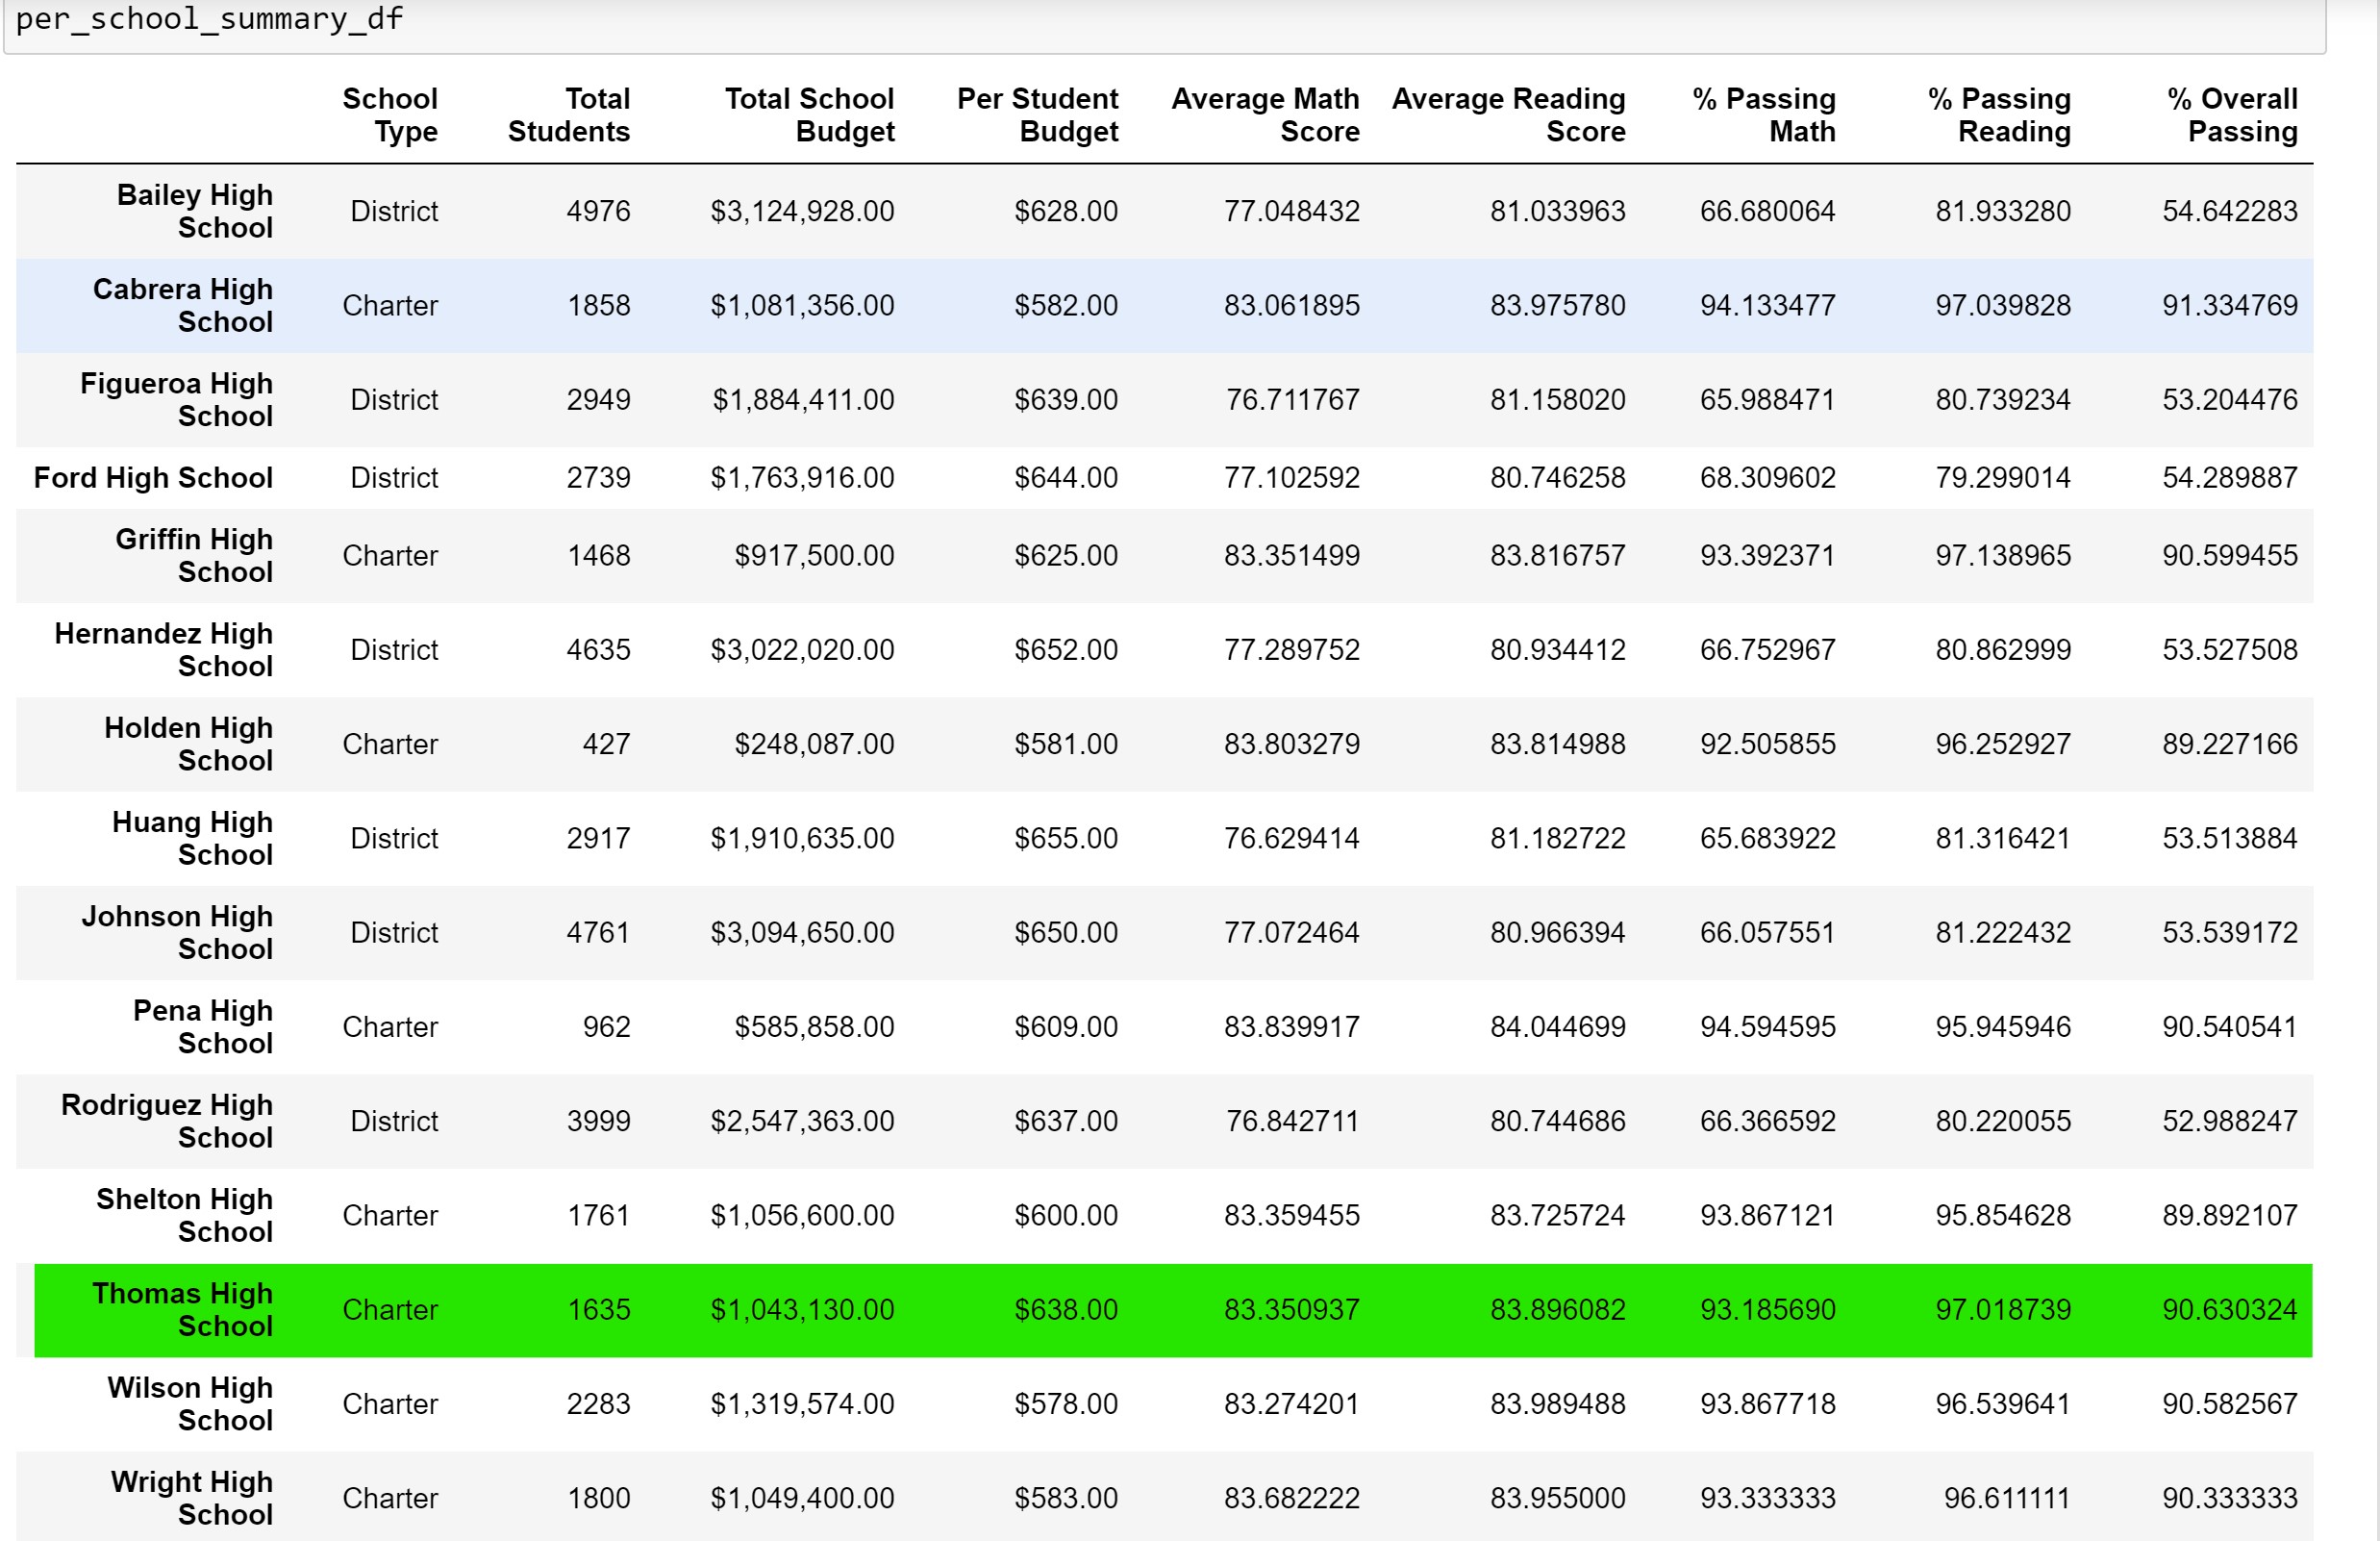 per_school_summary_df
School Type Total Students Total School Budget Per Student Budget Average Math Score Average Reading Score % Passing Math % Passing Reading % Overall Passing
Bailey High School District 4976 $3,124,928.00 $628.00 77.048432 81.033963 66.680064 81.933280 54.642283
Cabrera High School Charter 1858 $1,081,356.00 $582.00 83.061895 83.975780 94.133477 97.039828 91.334769
Figueroa High School District 2949 $1,884,411.00 $639.00 76.711767 81.158020 65.988471 80.739234 53.204476
Ford High School District 2739 $1,763,916.00 $644.00 77.102592 80.746258 68.309602 79.299014 54.289887
Griffin High School Charter 1468 $917,500.00 $625.00 83.351499 83.816757 93.392371 97.138965 90.599455
Hernandez High School District 4635 $3,022,020.00 $652.00 77.289752 80.934412 66.752967 80.862999 53.527508
Holden High School Charter 427 $248,087.00 $581.00 83.803279 83.814988 92.505855 96.252927 89.227166
Huang High School District 2917 $1,910,635.00 $655.00 76.629414 81.182722 65.683922 81.316421 53.513884
Johnson High School District 4761 $3,094,650.00 $650.00 77.072464 80.966394 66.057551 81.222432 53.539172
Pena High School Charter 962 $585,858.00 $609.00 83.839917 84.044699 94.594595 95.945946 90.540541
Rodriguez High School District 3999 $2,547,363.00 $637.00 76.842711 80.744686 66.366592 80.220055 52.988247
Shelton High School Charter 1761 $1,056,600.00 $600.00 83.359455 83.725724 93.867121 95.854628 89.892107
Thomas High School Charter 1635 $1,043,130.00 $638.00 83.350937 83.896082 93.185690 97.018739 90.630324
Wilson High School Charter 2283 $1,319,574.00 $578.00 83.274201 83.989488 93.867718 96.539641 90.582567
Wright High School Charter 1800 $1,049,400.00 $583.00 83.682222 83.955000 93.333333 96.611111 90.333333